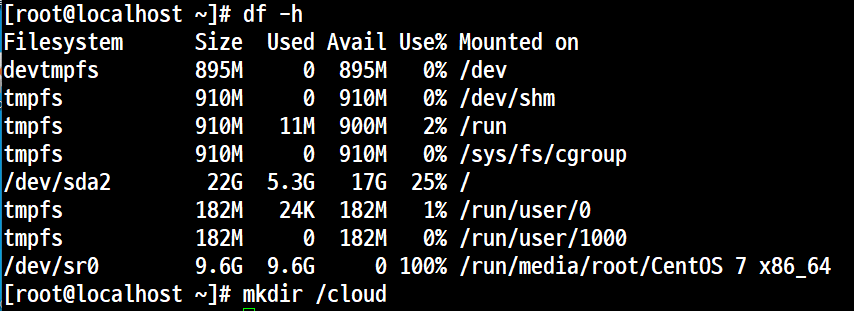 [root@localhost ~]# df -h
Filesystem      Size  Used Avail Use% Mounted on
devtmpfs        895M     0  895M   0% /dev
tmpfs           910M     0  910M   0% /dev/shm
tmpfs           910M   11M  900M   2% /run
tmpfs           910M     0  910M   0% /sys/fs/cgroup
/dev/sda2        22G  5.3G   17G  25% /
tmpfs           182M   24K  182M   1% /run/user/0
tmpfs           182M     0  182M   0% /run/user/1000
/dev/sr0        9.6G  9.6G     0 100% /run/media/root/CentOS 7 x86_64
[root@localhost ~]# mkdir /cloud